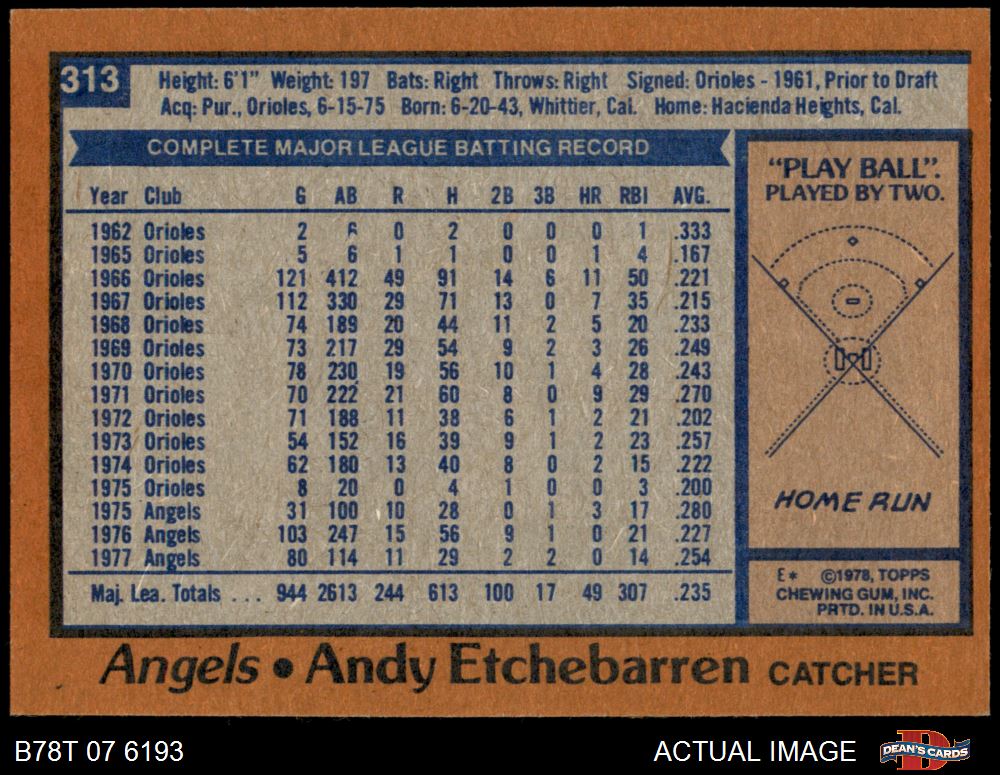 313
Height: 6'1" Weight: 197 Bats: Right Throws: Right Signed: Orioles - 1961, Prior to Draft
Acq: Pur., Orioles, 6-15-75 Born: 6-20-43, Whittier, Cal. Home: Hacienda Heights, Cal.
COMPLETE MAJOR LEAGUE BATTING RECORD
Year Club G AB R H 2B 3B HR RBI AVG.
1962 Orioles 2 6 0 2 0 0 0 1 .333
1965 Orioles 5 6 1 1 0 0 1 4 .167
1966 Orioles 121 412 49 91 14 6 11 50 .221
1967 Orioles 112 330 29 71 13 0 7 35 .215
1968 Orioles 74 189 20 44 11 2 5 20 .233
1969 Orioles 73 217 29 54 9 2 3 26 .249
1970 Orioles 78 230 19 56 10 1 4 28 .243
1971 Orioles 70 222 21 60 8 0 9 29 .270
1972 Orioles 71 188 11 38 6 1 2 21 .202
1973 Orioles 54 152 16 39 9 1 2 23 .257
1974 Orioles 62 180 13 40 8 0 2 15 .222
1975 Orioles 8 20 0 4 1 0 0 3 .200
1975 Angels 31 100 10 28 0 1 3 17 .280
1976 Angels 103 247 15 56 9 1 0 21 .227
1977 Angels 80 114 11 29 2 2 0 14 .254
Maj. Lea. Totals ... 944 2613 244 613 100 17 49 307 .235
"PLAY BALL".
PLAYED BY TWO.
HOME RUN
E* ©1978, TOPPS
CHEWING GUM, INC.
PRTD. IN U.S.A.
Angels • Andy Etchebarren CATCHER
B78T 07 6193
ACTUAL IMAGE
DEAN'S CARDS